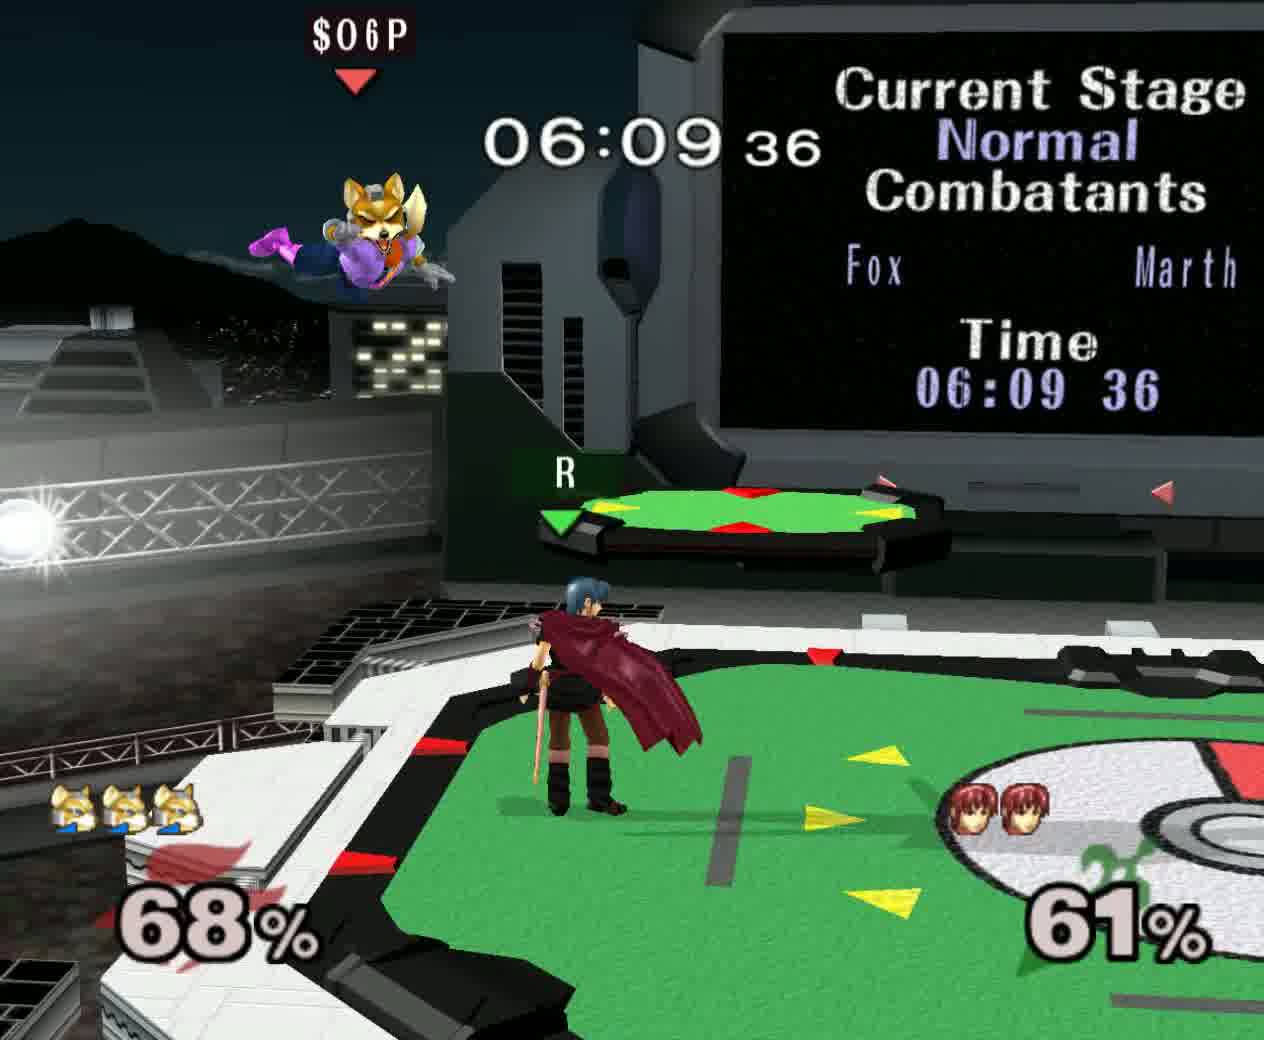 $06P
06:09 36
Current Stage
Normal
Combatants
Fox Marth
Time
06:09 36
R
68%
61%